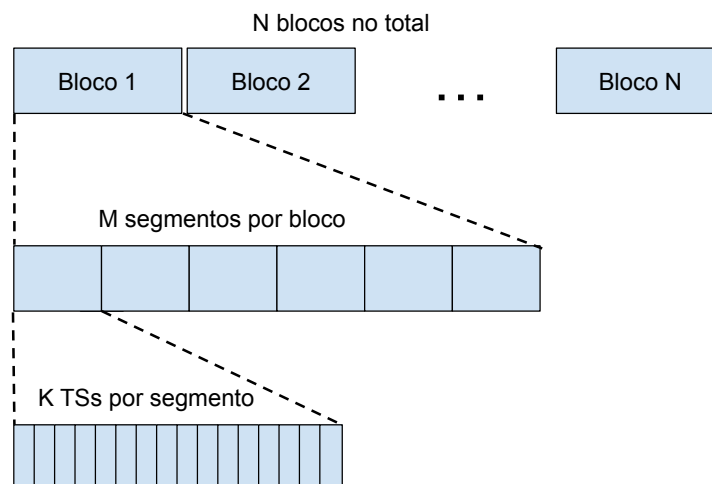 N blocos no total
Bloco 1 Bloco 2 ... Bloco N
M segmentos por bloco
K TSs por segmento